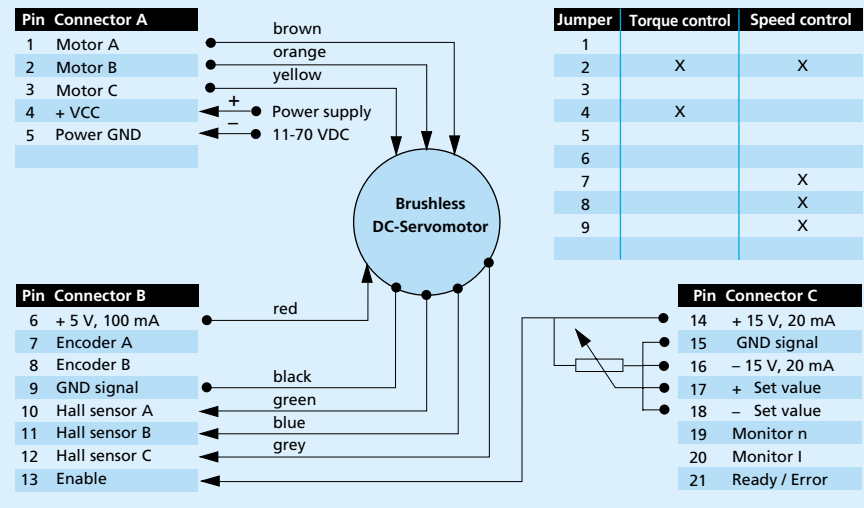 Pin Connector A
1 Motor A
2 Motor B
3 Motor C
4 + VCC
5 Power GND
brown
orange
yellow
+ Power supply
– 11-70 VDC
Brushless
DC-Servomotor
Jumper Torque control Speed control
1
2 X X
3
4 X
5
6
7 X
8 X
9 X
Pin Connector B
6 + 5 V, 100 mA
7 Encoder A
8 Encoder B
9 GND signal
10 Hall sensor A
11 Hall sensor B
12 Hall sensor C
13 Enable
red
black
green
blue
grey
Pin Connector C
14 + 15 V, 20 mA
15 GND signal
16 – 15 V, 20 mA
17 + Set value
18 – Set value
19 Monitor n
20 Monitor I
21 Ready / Error